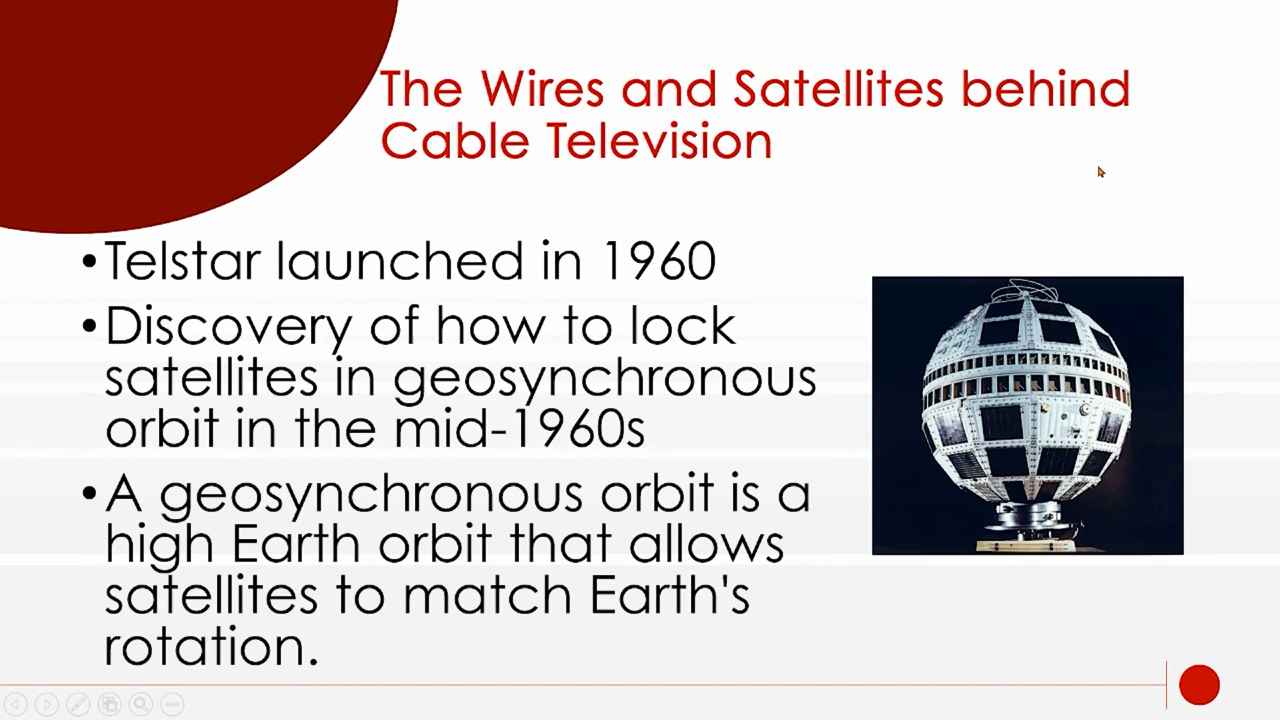 The Wires and Satellites behind
Cable Television
•Telstar launched in 1960
•Discovery of how to lock
satellites in geosynchronous
orbit in the mid-1960s
•A geosynchronous orbit is a
high Earth orbit that allows
satellites to match Earth's
rotation.